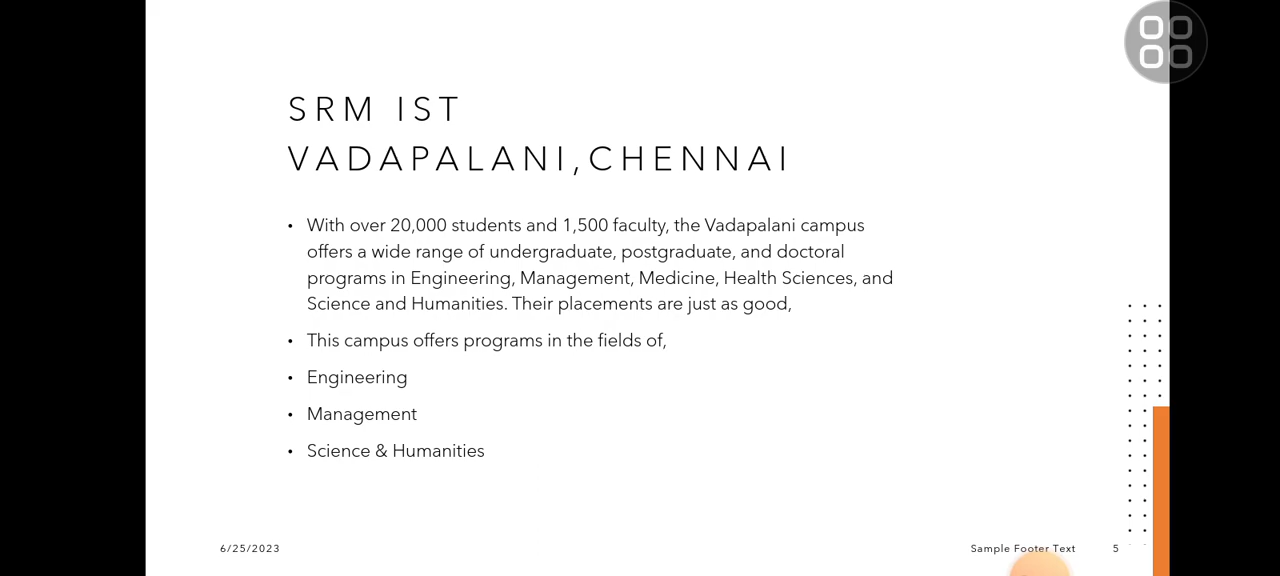 SRM IST
VADAPALANI,CHENNAI
• With over 20,000 students and 1,500 faculty, the Vadapalani campus
offers a wide range of undergraduate, postgraduate, and doctoral
programs in Engineering, Management, Medicine, Health Sciences, and
Science and Humanities. Their placements are just as good,
• This campus offers programs in the fields of,
• Engineering
• Management
• Science & Humanities
6/25/2023 Sample Footer Text 5